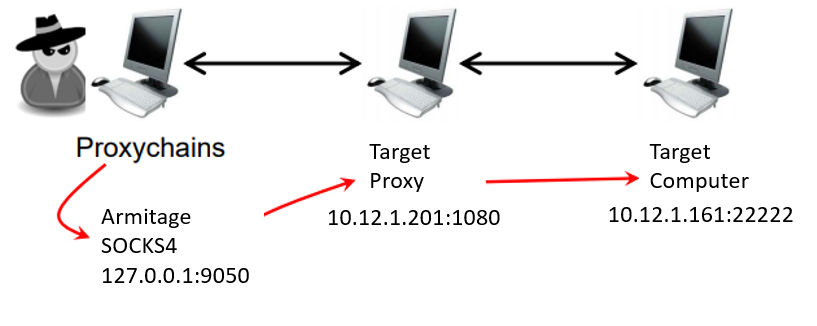 Proxychains
Armitage
SOCKS4
127.0.0.1:9050
Target
Proxy
10.12.1.201:1080
Target
Computer
10.12.1.161:22222